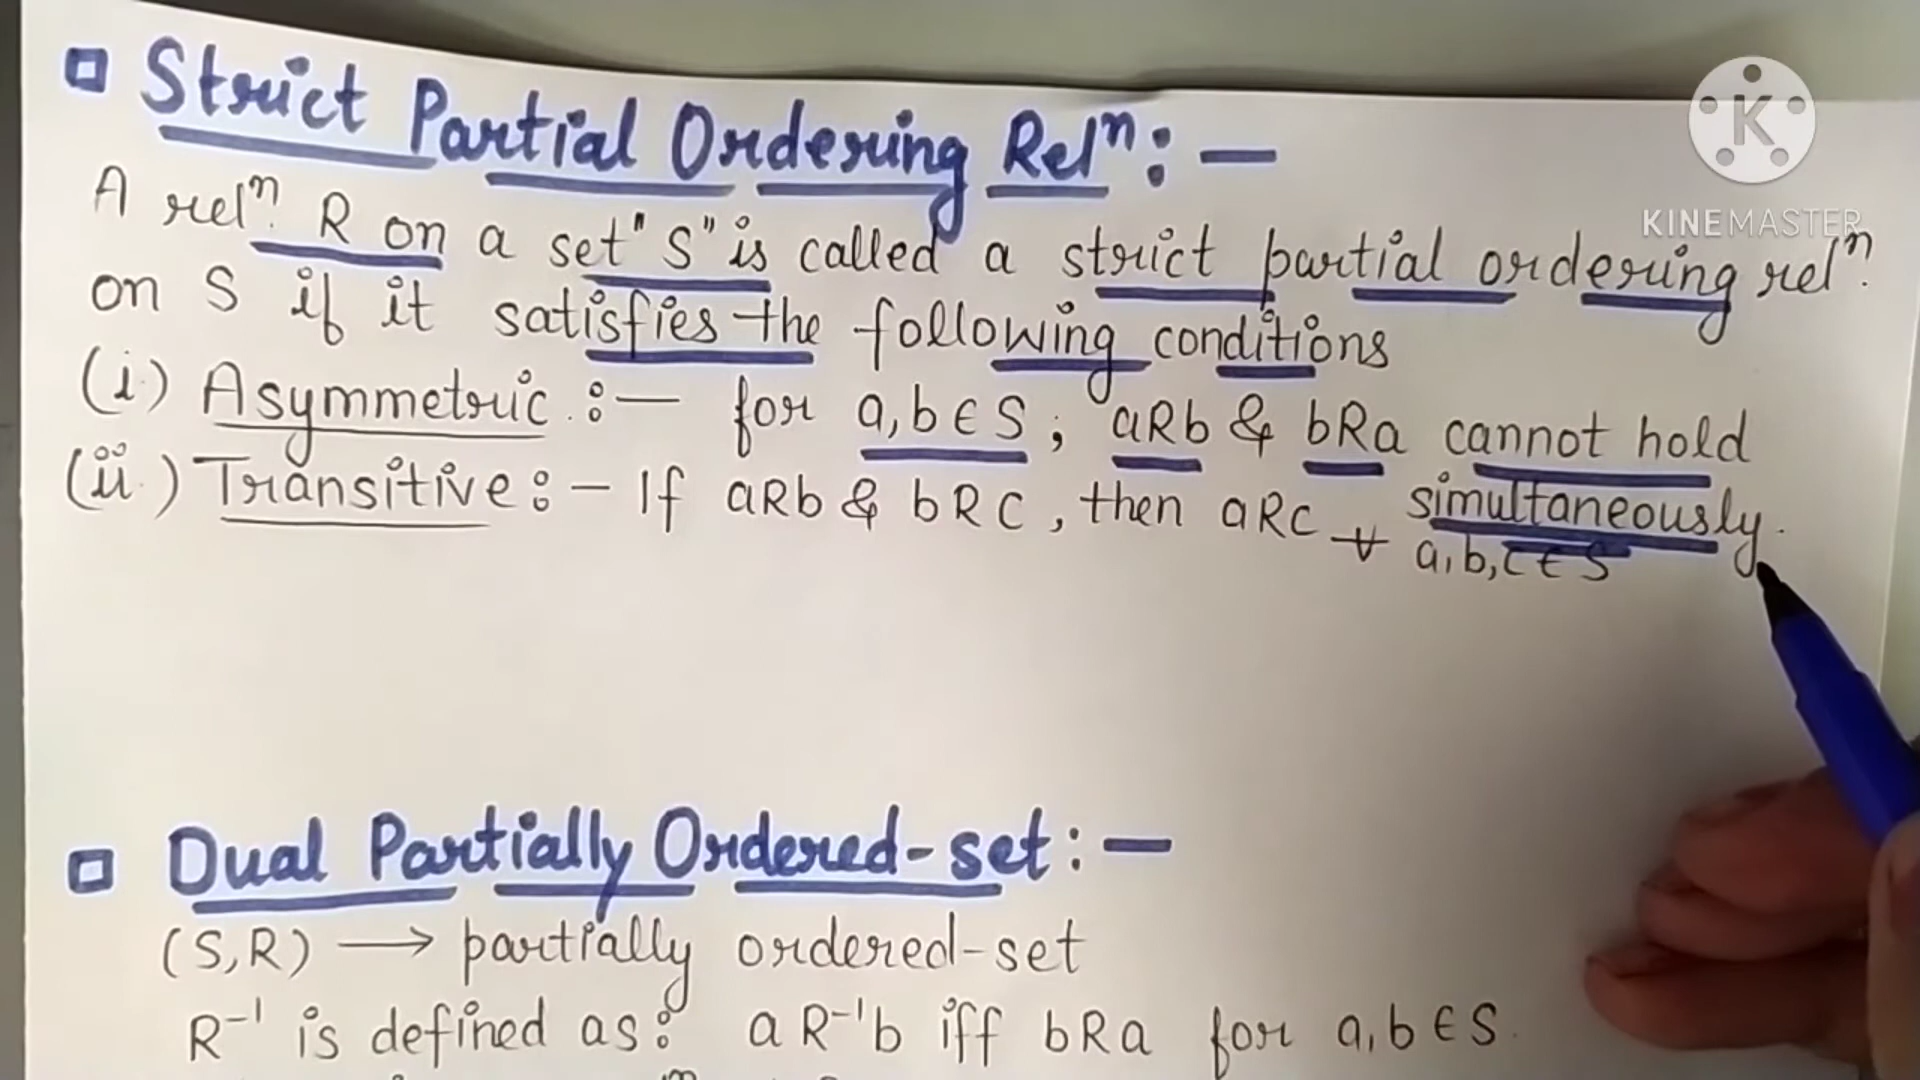 Strict Partial Ordering Relⁿ :—
A relⁿ. R on a set "S" is called a strict partial ordering relⁿ.
on S if it satisfies the following conditions
(i.) Asymmetric :— for a,b ∈ S ; aRb & bRa cannot hold
simultaneously.
(ii.) Transitive :– If aRb & bRc , then aRc ∀ a,b,c ∈ S
Dual Partially Ordered-set :—
(S,R) ⟶ partially ordered-set
R⁻¹ is defined as : a R⁻¹b iff bRa for a,b ∈ S.
K
KINEMASTER